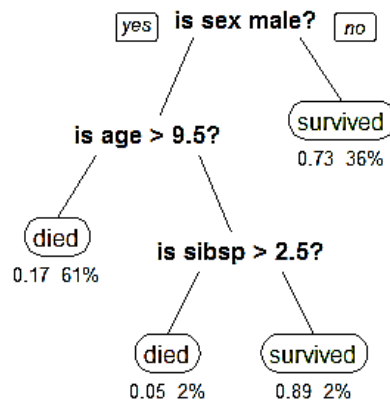 yes is sex male? no
is age > 9.5?
survived
0.73 36%
died
0.17 61%
is sibsp > 2.5?
died
0.05 2%
survived
0.89 2%